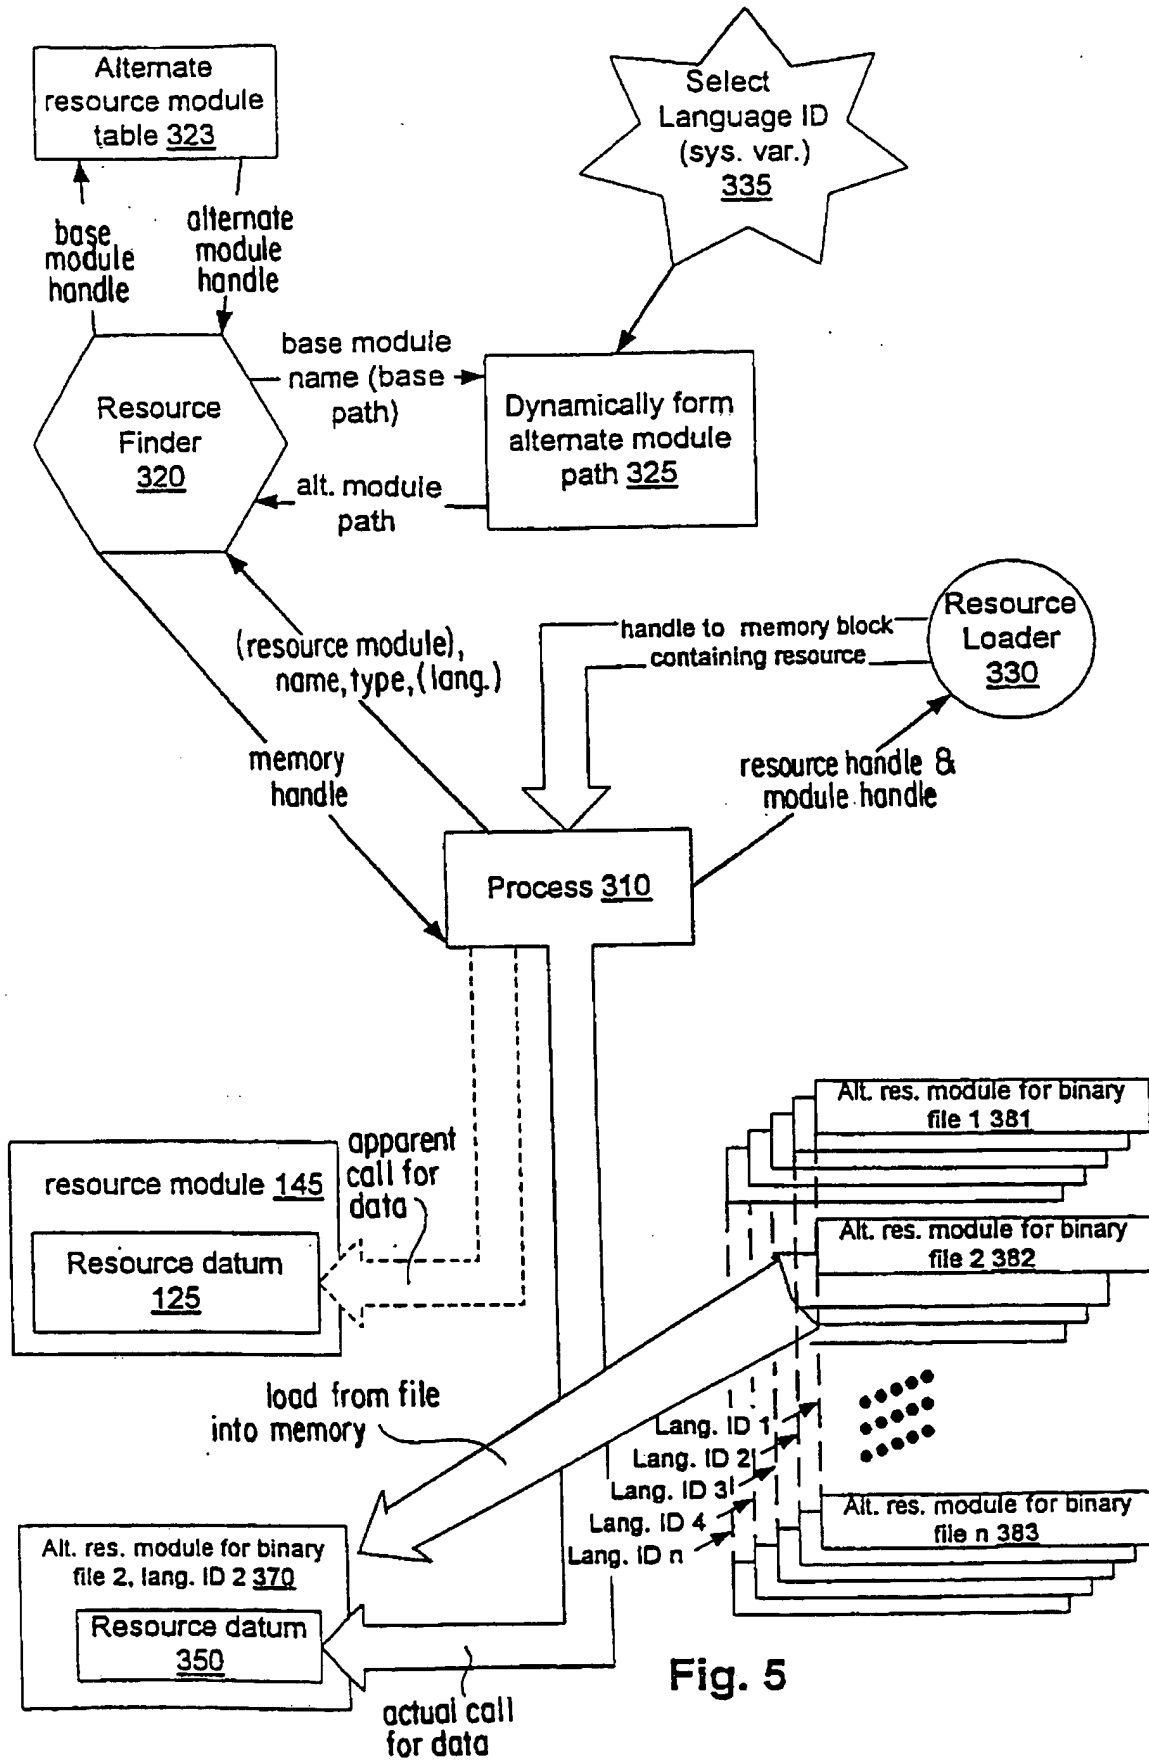 Alternate
resource module
table 323
Select
Language ID
(sys. var.)
335
base
module
handle
alternate
module
handle
base module
name (base
path)
Resource
Finder
320
Dynamically form
alternate module
path 325
alt. module
path
(resource module),
name, type, (lang.)
handle to memory block
containing resource
Resource
Loader
330
memory
handle
resource handle &
module handle
Process 310
Alt. res. module for binary
file 1 381
apparent
call for
data
resource module 145
Resource datum
125
Alt. res. module for binary
file 2 382
load from file
into memory
Lang. ID 1
Lang. ID 2
Lang. ID 3
Lang. ID 4
Lang. ID n
Alt. res. module for binary
file n 383
Alt. res. module for binary
file 2, lang. ID 2 370
Resource datum
350
actual call
for data
Fig. 5